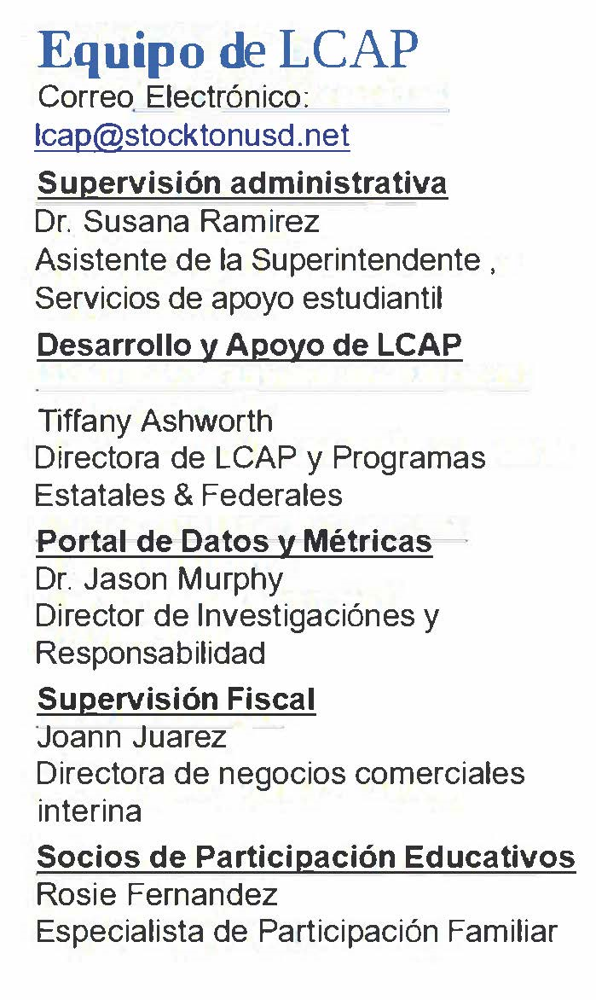 Equipo de LCAP
Correo Electrónico:
lcap@stocktonusd.net
Supervisión administrativa
Dr. Susana Ramirez
Asistente de la Superintendente ,
Servicios de apoyo estudiantil
Desarrollo y Apoyo de LCAP
Tiffany Ashworth
Directora de LCAP y Programas
Estatales & Federales
Portal de Datos y Métricas
Dr. Jason Murphy
Director de Investigaciónes y
Responsabilidad
Supervisión Fiscal
Joann Juarez
Directora de negocios comerciales
interina
Socios de Participación Educativos
Rosie Fernandez
Especialista de Participación Familiar